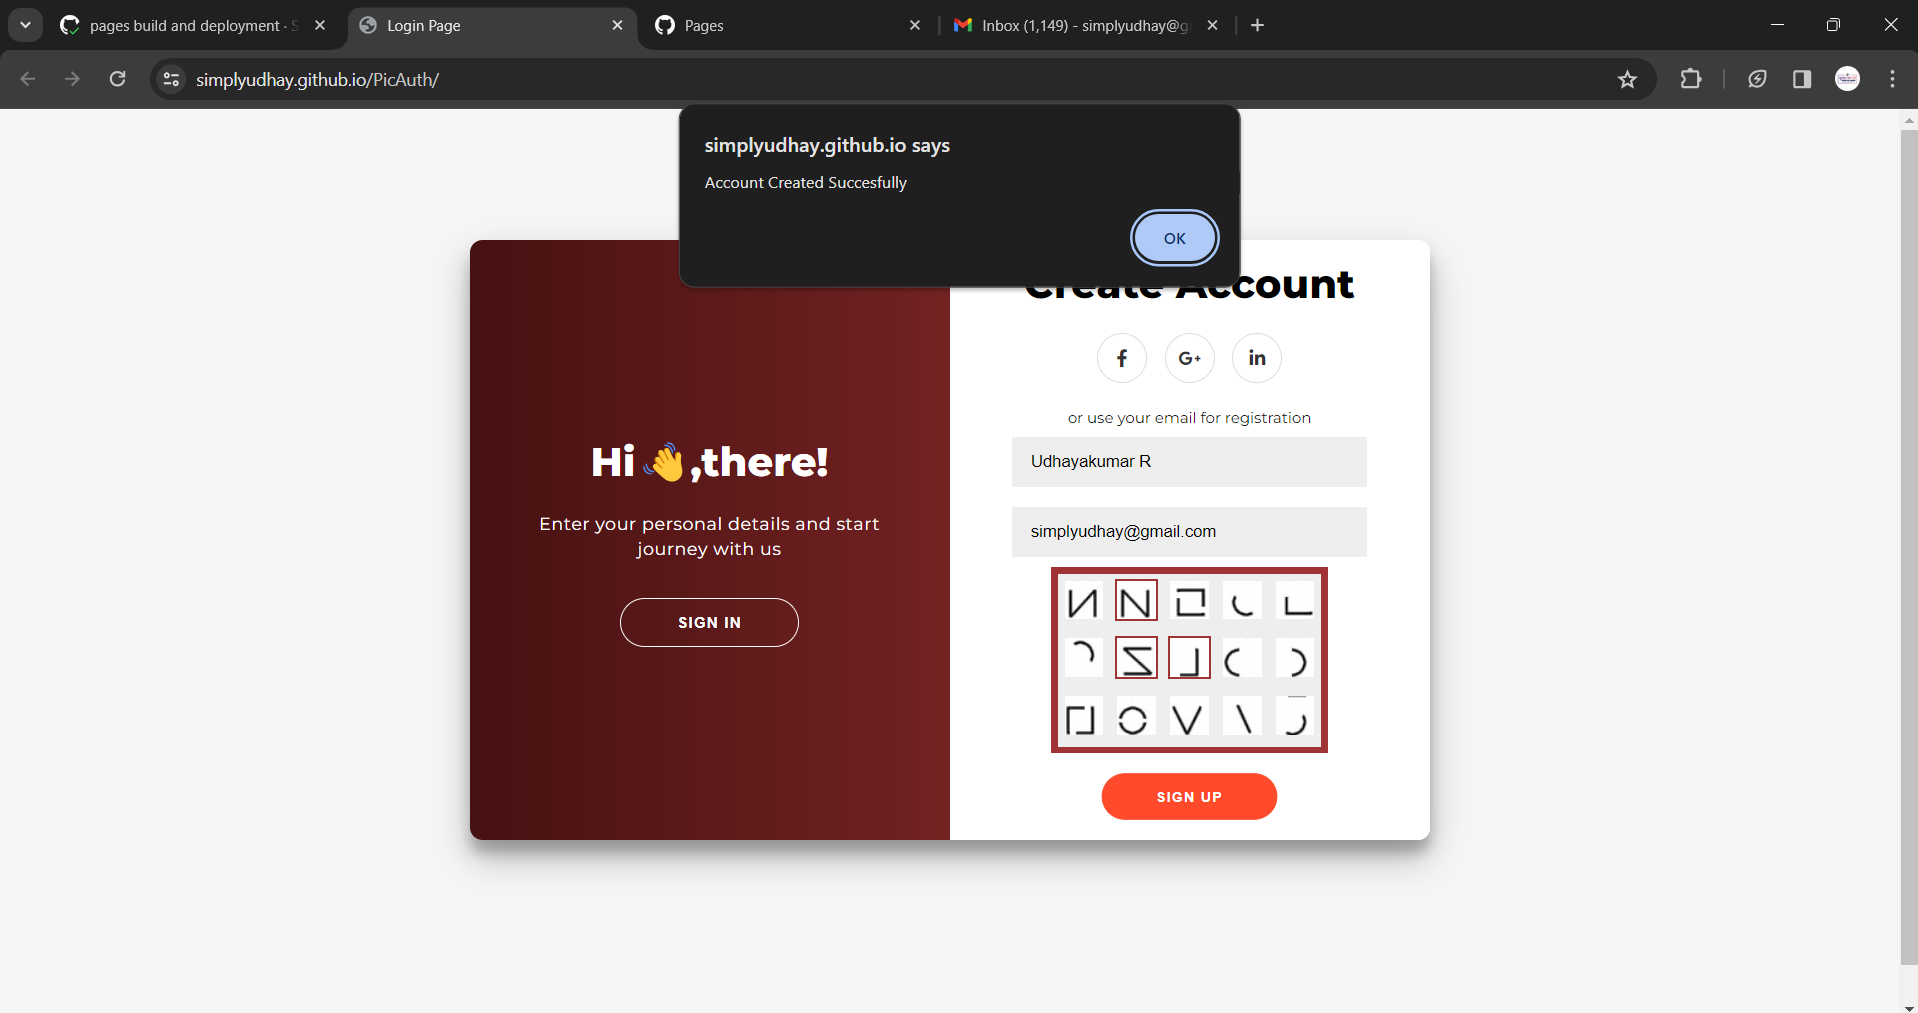 pages build and deployment ·
Login Page
Pages
Inbox (1,149) - simplyudhay@g
simplyudhay.github.io/PicAuth/
simplyudhay.github.io says
Account Created Succesfully
OK
Create Account
f
G+
in
or use your email for registration
Udhayakumar R
simplyudhay@gmail.com
Hi 👋,there!
Enter your personal details and start
journey with us
SIGN IN
SIGN UP